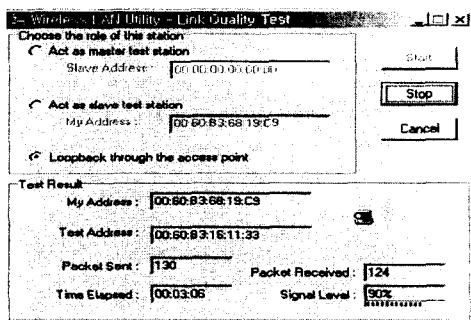 Wireless LAN Utility - Link Quality Test
Choose the role of this station
Act as master test station
Slave Address: 00:00:00:00:00:00
Start
Act as slave test station
Stop
My Address: 00:60:B3:68:19:C9
Cancel
Loopback through the access point
Test Result
My Address: 00:60:B3:68:19:C9
Test Address: 00:60:B3:16:11:33
Packet Sent: 130
Packet Received: 124
Time Elapsed: 00:03:06
Signal Level: 90%